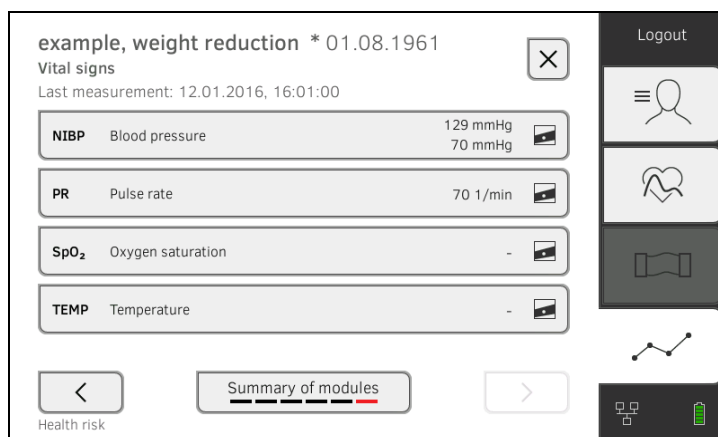 example, weight reduction * 01.08.1961
Vital signs
Last measurement: 12.01.2016, 16:01:00
NIBP Blood pressure 129 mmHg
70 mmHg
PR Pulse rate 70 1/min
SpO₂ Oxygen saturation -
TEMP Temperature -
Summary of modules
Health risk
Logout